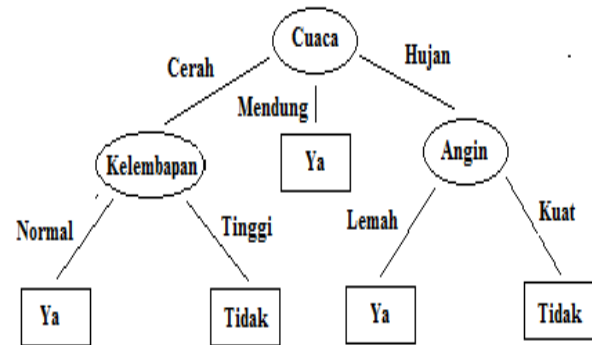 Cuaca
Cerah
Hujan
Mendung
Kelembapan
Ya
Angin
Normal
Tinggi
Lemah
Kuat
Ya
Tidak
Ya
Tidak